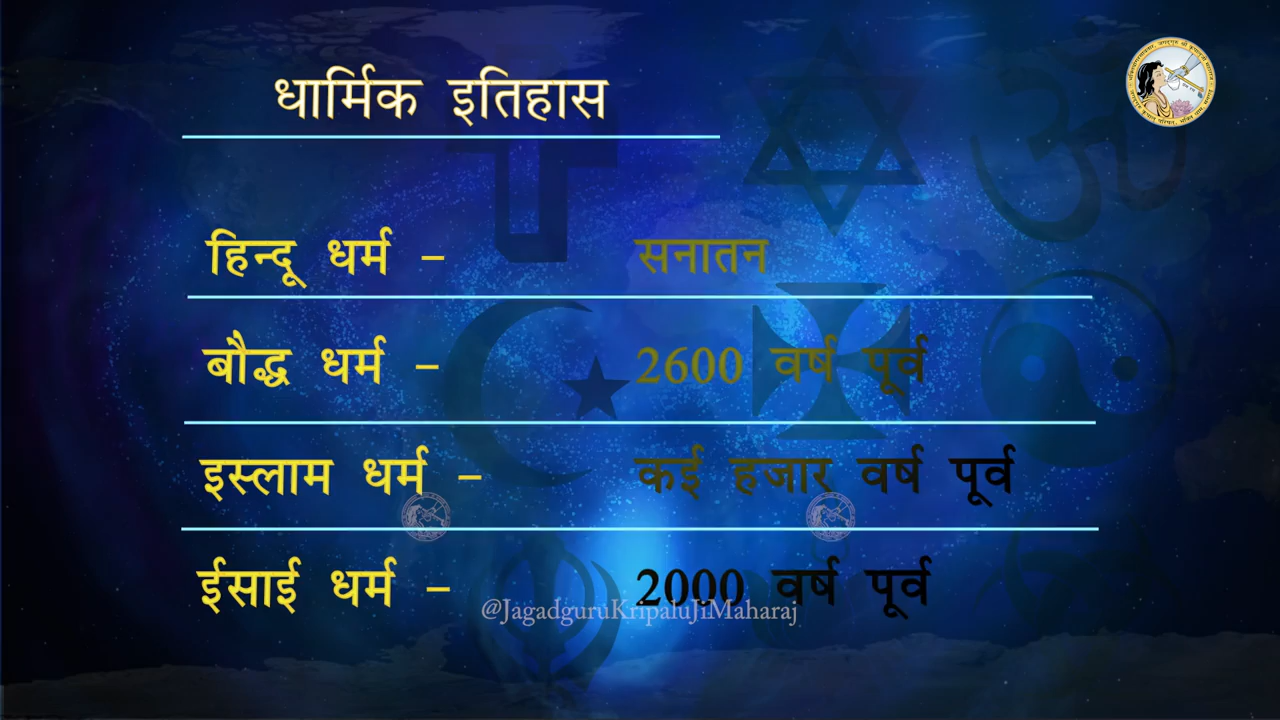 धार्मिक इतिहास
हिन्दू धर्म – सनातन
बौद्ध धर्म – 2600 वर्ष पूर्व
इस्लाम धर्म – कई हजार वर्ष पूर्व
ईसाई धर्म – 2000 वर्ष पूर्व
@JagadguruKripaluJiMaharaj